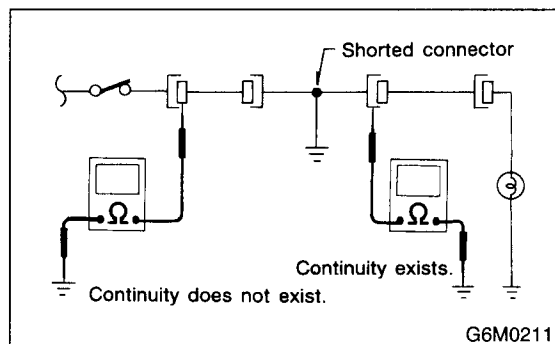 Shorted connector
Ω
Ω
Continuity exists.
Continuity does not exist.
G6M0211